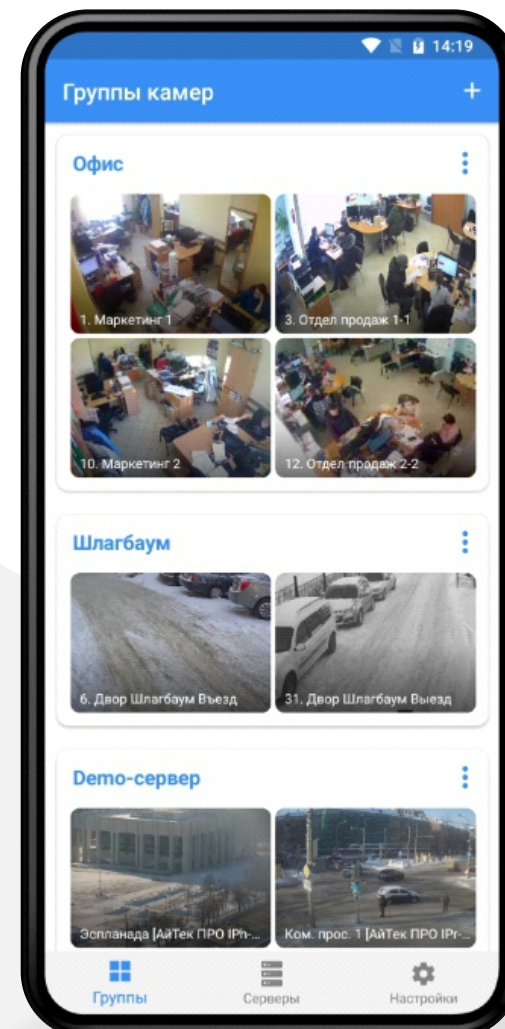 14:19
Группы камер
Офис
1. Маркетинг 1
3. Отдел продаж 1-1
10. Маркетинг 2
12. Отдел продаж 2-2
Шлагбаум
6. Двор Шлагбаум Въезд
31. Двор Шлагбаум Выезд
Demo-сервер
Эспланада [АйТек ПРО IPh-...
Ком. прос. 1 [АйТек ПРО IPr-...
Группы
Серверы
Настройки